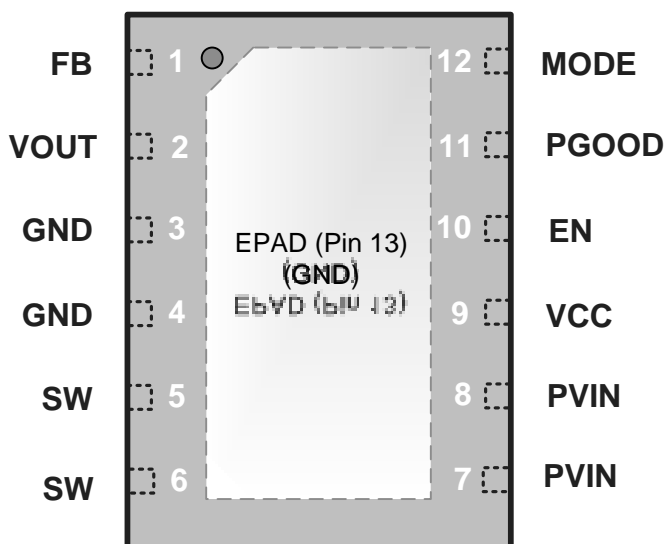 FB 1 12 MODE
VOUT 2 11 PGOOD
GND 3 10 EN
EPAD (Pin 13)
(GND)
GND 4 9 VCC
SW 5 8 PVIN
SW 6 7 PVIN